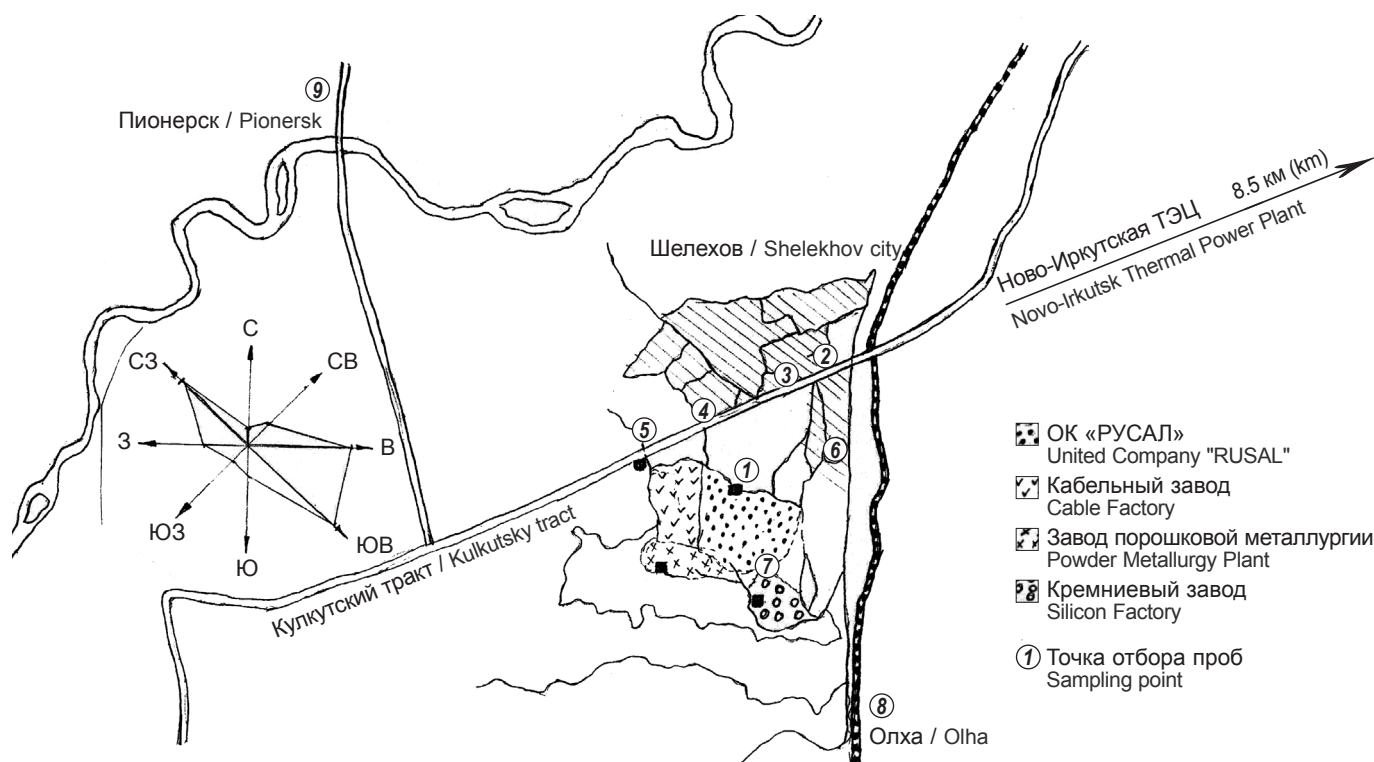 9
Пионерск / Pionersk
Шелехов / Shelekhov city
Ново-Иркутская ТЭЦ 8.5 км (km)
Novo-Irkutsk Thermal Power Plant
С
СЗ
СВ
З
В
ЮЗ
ЮВ
Ю
2
3
4
5
6
1
7
Кулкутский тракт / Kulkutsky tract
ОК «РУСАЛ»
United Company "RUSAL"
Кабельный завод
Cable Factory
Завод порошковой металлургии
Powder Metallurgy Plant
Кремниевый завод
Silicon Factory
1 Точка отбора проб
Sampling point
8
Олха / Olha